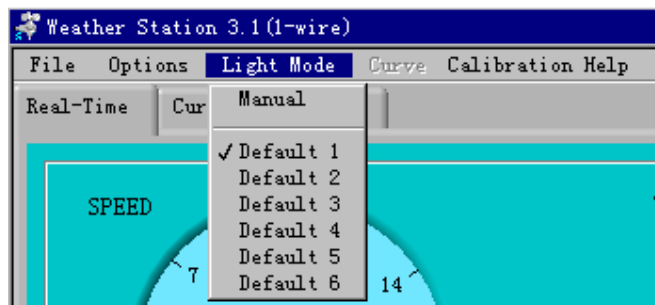 Weather Station 3.1(1-wire)
File Options Light Mode Curve Calibration Help
Real-Time Cur
Manual
Default 1
Default 2
Default 3
Default 4
Default 5
Default 6
SPEED
7
14